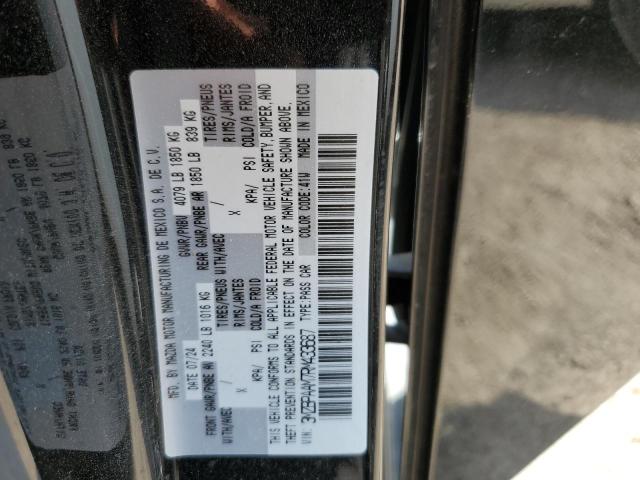 MFD. BY MAZDA MOTOR MANUFACTURING DE MEXICO S.A. DE C.V.
DATE 07/24 GVWR/PNBV 4079 LB 1850 KG
FRONT GAWR/PNBE AV 2240 LB 1016 KG REAR GAWR/PNBE AR 1850 LB 839 KG
WITH/AVEC TIRES/PNEUS WITH/AVEC TIRES/PNEUS
/ X RIMS/JANTES X RIMS/JANTES
KPA/ PSI COLD/A FROID KPA/ PSI COLD/A FROID
THIS VEHICLE CONFORMS TO ALL APPLICABLE FEDERAL MOTOR VEHICLE SAFETY, BUMPER, AND
THEFT PREVENTION STANDARDS IN EFFECT ON THE DATE OF MANUFACTURE SHOWN ABOVE.
VIN: 3MZBPAAM7RM433687 TYPE:PASS CAR COLOR CODE:41W MADE IN MEXICO